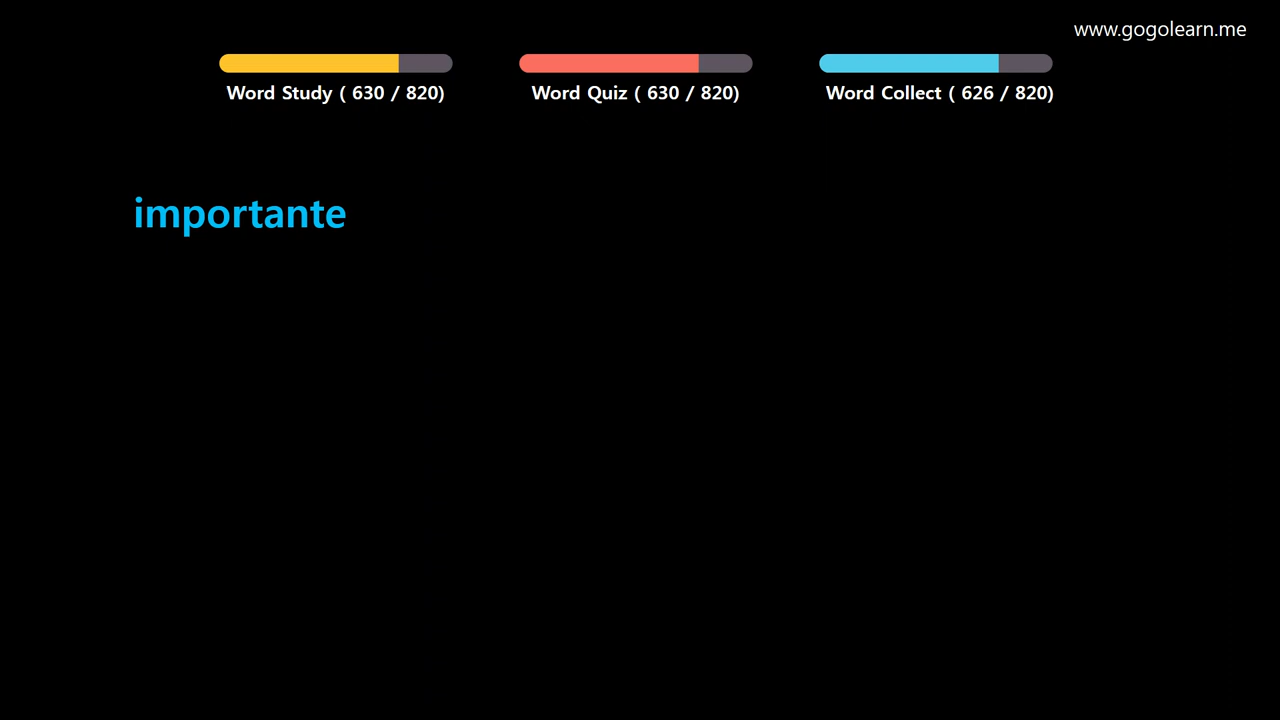 www.gogolearn.me
Word Study ( 630 / 820)
Word Quiz ( 630 / 820)
Word Collect ( 626 / 820)
importante